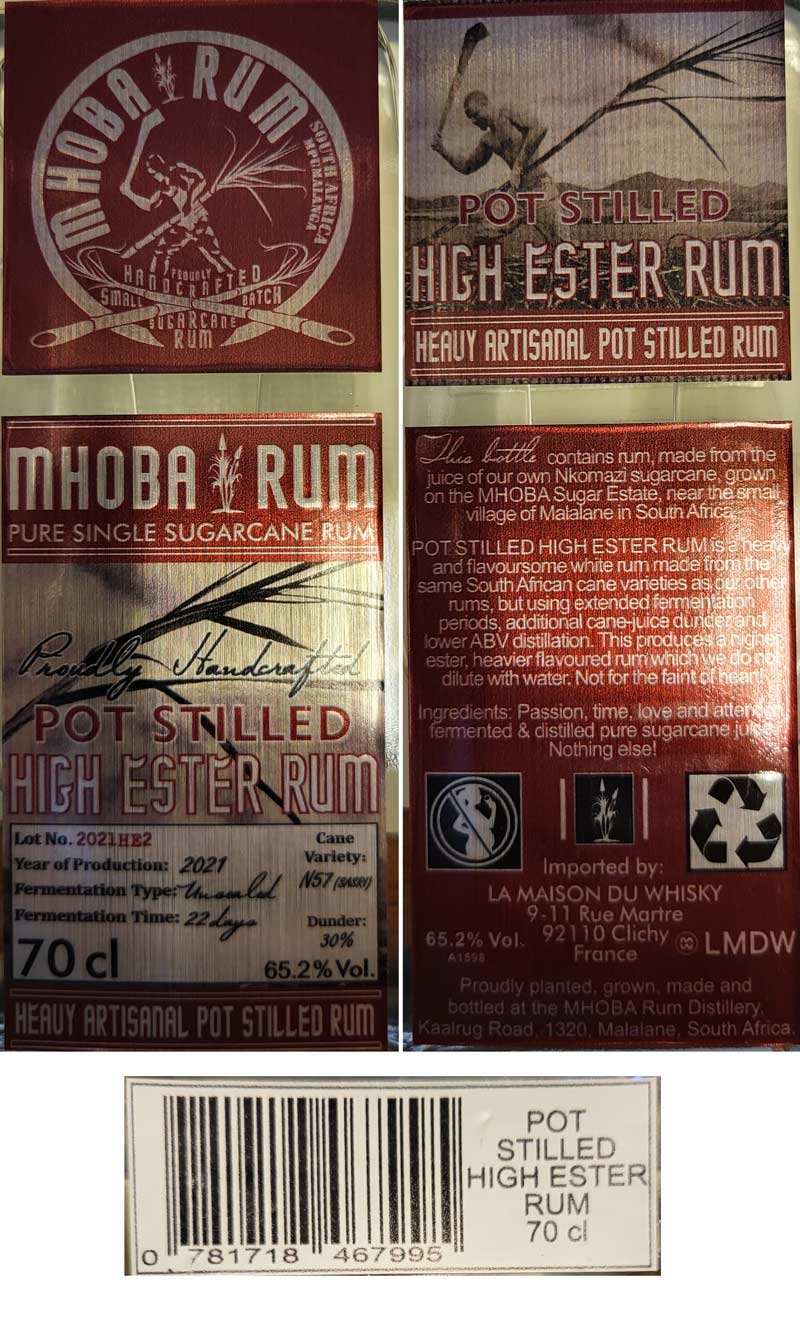 MHOBA RUM
SOUTH AFRICA
MPUMALANGA
PROUDLY
HANDCRAFTED
SMALL BATCH
SUGARCANE
RUM
MHOBA RUM
PURE SINGLE SUGARCANE RUM
Proudly Handcrafted
POT STILLED
HIGH ESTER RUM
Lot No. 2021HE2
Year of Production: 2021
Fermentation Type: Unsealed
Fermentation Time: 22 days
Cane
Variety:
N57 (SASRI)
Dunder:
30%
70 cl
65.2% Vol.
HEAVY ARTISANAL POT STILLED RUM
POT STILLED
HIGH ESTER RUM
HEAVY ARTISANAL POT STILLED RUM
This bottle contains rum, made from the
juice of our own Nkomazi sugarcane, grown
on the MHOBA Sugar Estate, near the small
village of Malalane in South Africa.
POT STILLED HIGH ESTER RUM is a heavy
and flavoursome white rum made from the
same South African cane varieties as our other
rums, but using extended fermentation
periods, additional cane-juice dunder and
lower ABV distillation. This produces a higher
ester, heavier flavoured rum which we do not
dilute with water. Not for the faint of heart!
Ingredients: Passion, time, love and attention
fermented & distilled pure sugarcane juice
Nothing else!
Imported by:
LA MAISON DU WHISKY
9-11 Rue Martre
92110 Clichy
France
65.2% Vol.
A1598
LMDW
Proudly planted, grown, made and
bottled at the MHOBA Rum Distillery,
Kaalrug Road, 1320, Malalane, South Africa.
0 781718 467995
POT
STILLED
HIGH ESTER
RUM
70 cl